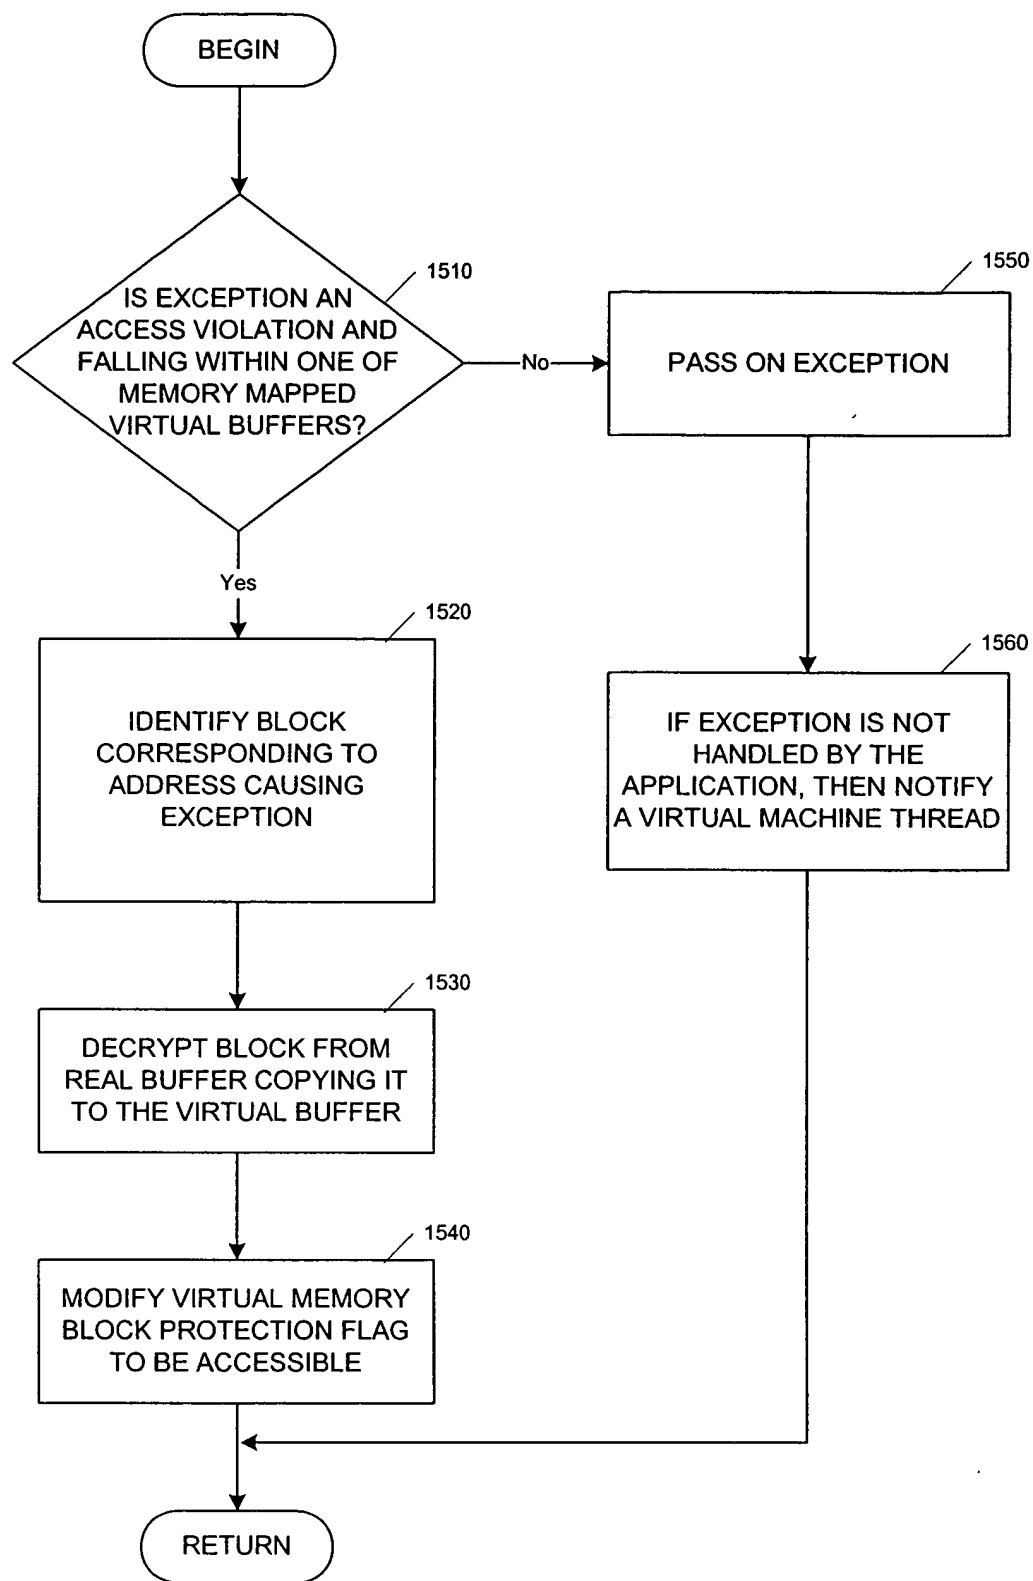 BEGIN
1510
IS EXCEPTION AN
ACCESS VIOLATION AND
FALLING WITHIN ONE OF
MEMORY MAPPED
VIRTUAL BUFFERS?
No
1550
PASS ON EXCEPTION
Yes
1520
IDENTIFY BLOCK
CORRESPONDING TO
ADDRESS CAUSING
EXCEPTION
1560
IF EXCEPTION IS NOT
HANDLED BY THE
APPLICATION, THEN NOTIFY
A VIRTUAL MACHINE THREAD
1530
DECRYPT BLOCK FROM
REAL BUFFER COPYING IT
TO THE VIRTUAL BUFFER
1540
MODIFY VIRTUAL MEMORY
BLOCK PROTECTION FLAG
TO BE ACCESSIBLE
RETURN